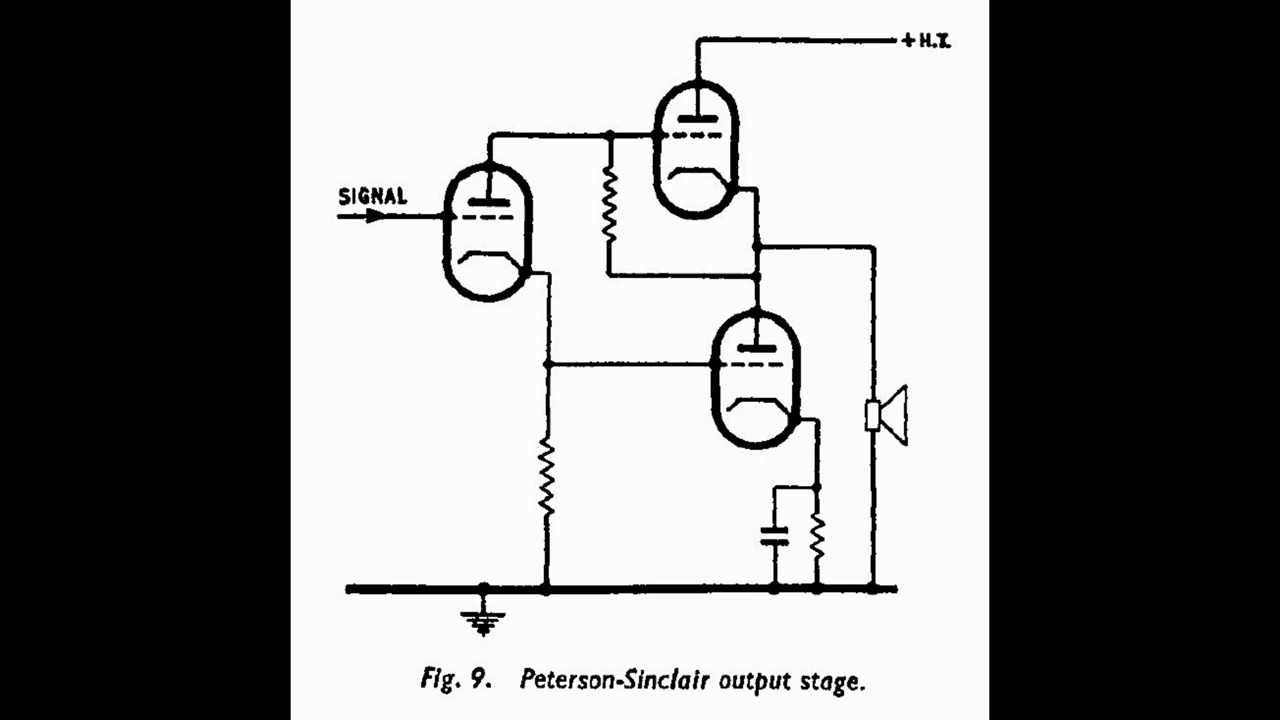 + H.T.
SIGNAL
Fig. 9. Peterson-Sinclair output stage.